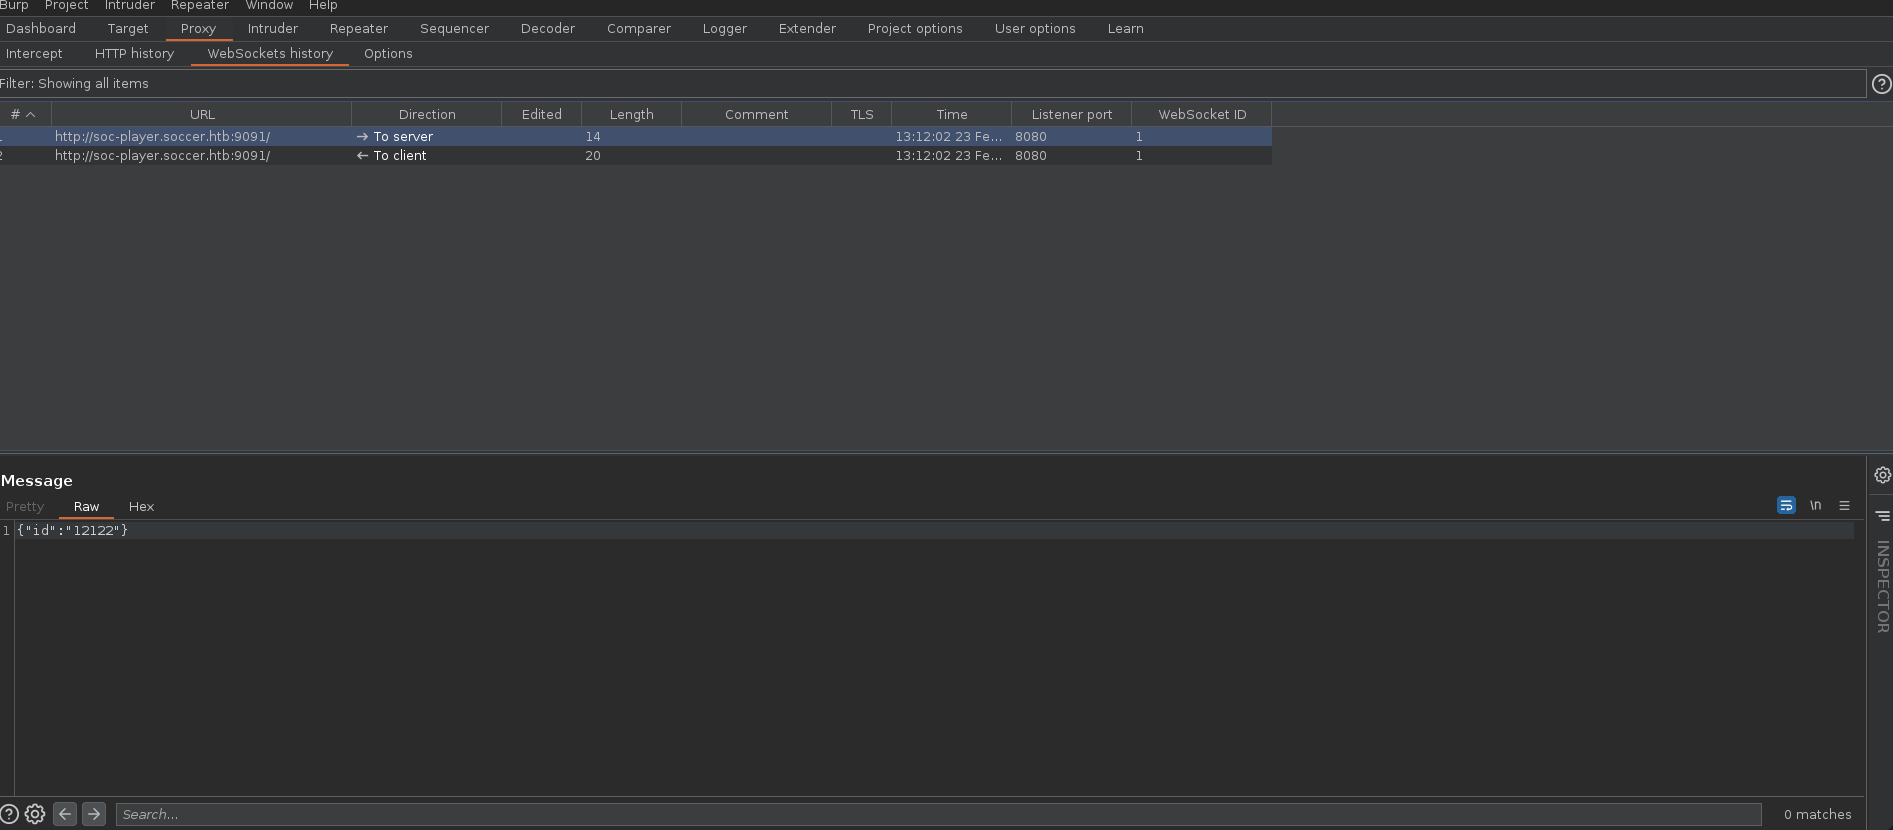 Burp Project Intruder Repeater Window Help
Dashboard Target Proxy Intruder Repeater Sequencer Decoder Comparer Logger Extender Project options User options Learn
Intercept HTTP history WebSockets history Options
Filter: Showing all items
# URL Direction Edited Length Comment TLS Time Listener port WebSocket ID
1 http://soc-player.soccer.htb:9091/ → To server 14 13:12:02 23 Fe... 8080 1
2 http://soc-player.soccer.htb:9091/ ← To client 20 13:12:02 23 Fe... 8080 1
Message
Pretty Raw Hex
\n
1 {"id":"12122"}
INSPECTOR
Search...
0 matches